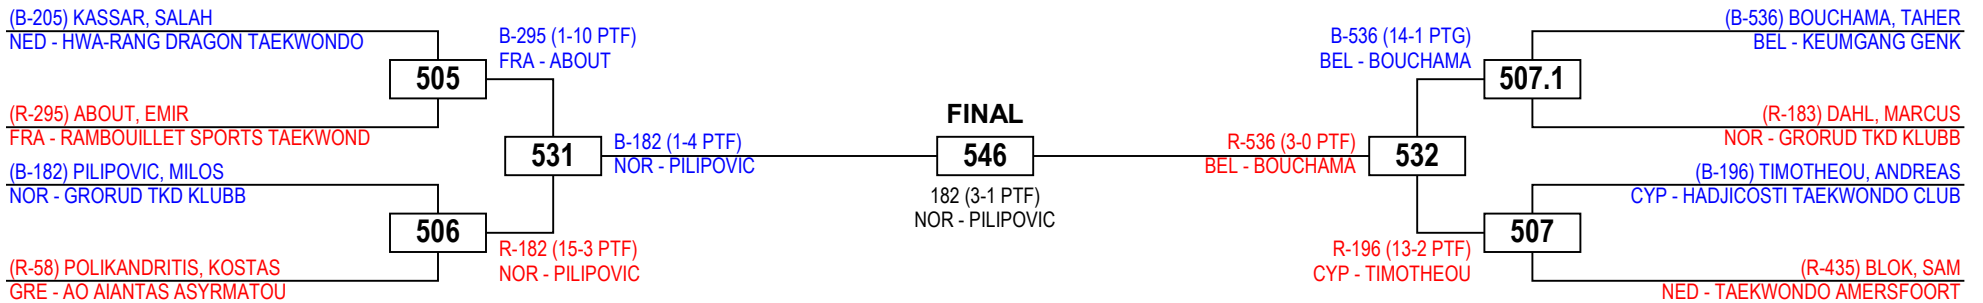 (B-205) KASSAR, SALAH
NED - HWA-RANG DRAGON TAEKWONDO
505
(R-295) ABOUT, EMIR
FRA - RAMBOUILLET SPORTS TAEKWOND
(B-182) PILIPOVIC, MILOS
NOR - GRORUD TKD KLUBB
506
(R-58) POLIKANDRITIS, KOSTAS
GRE - AO AIANTAS ASYRMATOU
B-295 (1-10 PTF)
FRA - ABOUT
531
R-182 (15-3 PTF)
NOR - PILIPOVIC
B-182 (1-4 PTF)
NOR - PILIPOVIC
FINAL
546
182 (3-1 PTF)
NOR - PILIPOVIC
R-536 (3-0 PTF)
BEL - BOUCHAMA
B-536 (14-1 PTG)
BEL - BOUCHAMA
532
R-196 (13-2 PTF)
CYP - TIMOTHEOU
(B-536) BOUCHAMA, TAHER
BEL - KEUMGANG GENK
507.1
(R-183) DAHL, MARCUS
NOR - GRORUD TKD KLUBB
(B-196) TIMOTHEOU, ANDREAS
CYP - HADJICOSTI TAEKWONDO CLUB
507
(R-435) BLOK, SAM
NED - TAEKWONDO AMERSFOORT